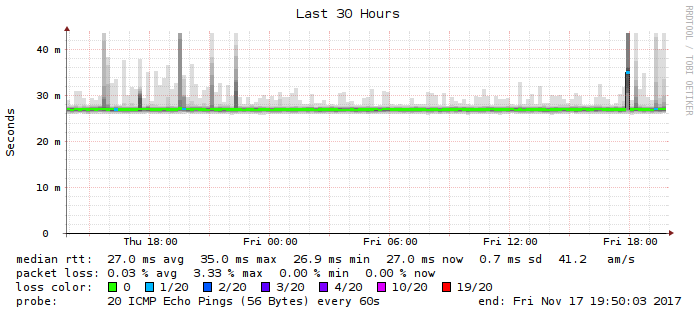 Last 30 Hours
RRDTOOL / TOBI OETIKER
Seconds
40 m
30 m
20 m
10 m
0
Thu 18:00 Fri 00:00 Fri 06:00 Fri 12:00 Fri 18:00
median rtt: 27.0 ms avg 35.0 ms max 26.9 ms min 27.0 ms now 0.7 ms sd 41.2 am/s
packet loss: 0.03 % avg 3.33 % max 0.00 % min 0.00 % now
loss color: 0 1/20 2/20 3/20 4/20 10/20 19/20
probe: 20 ICMP Echo Pings (56 Bytes) every 60s end: Fri Nov 17 19:50:03 2017